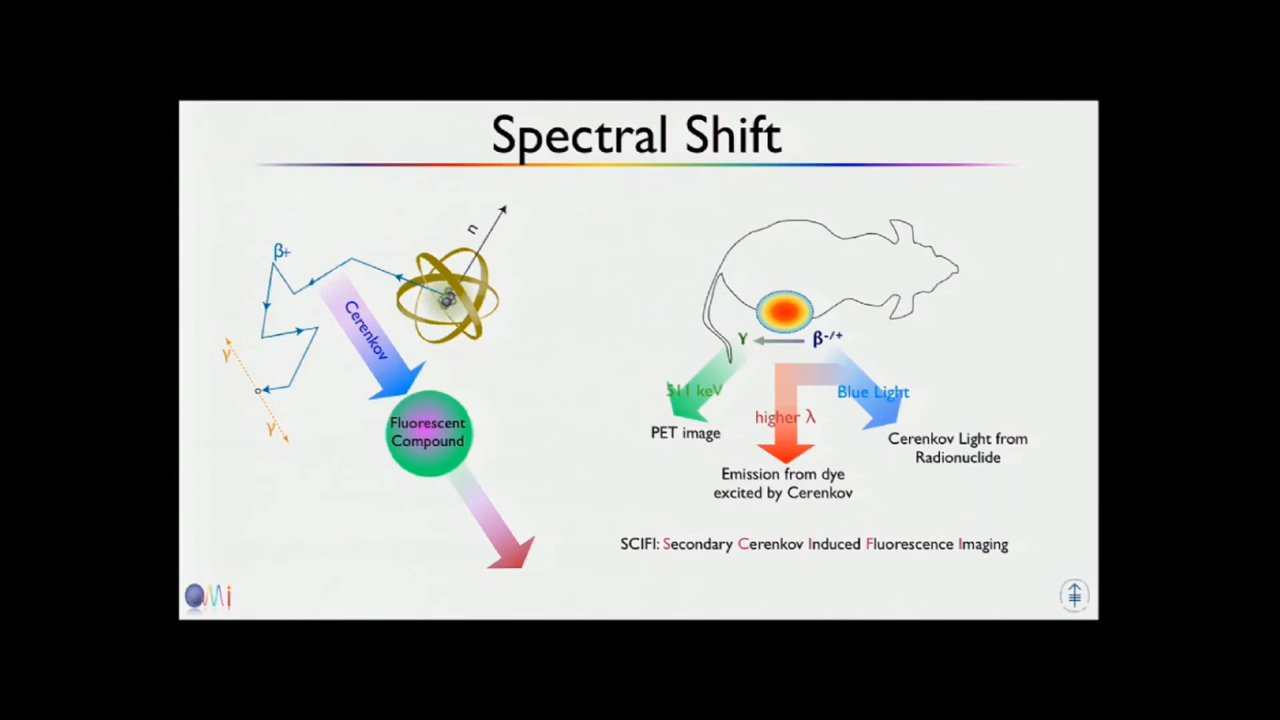 Spectral Shift
n
β+
Cerenkov
γ
γ
Fluorescent
Compound
γ
β-/+
511 keV
higher λ
Blue Light
PET image
Cerenkov Light from
Radionuclide
Emission from dye
excited by Cerenkov
SCIFI: Secondary Cerenkov Induced Fluorescence Imaging
OMi